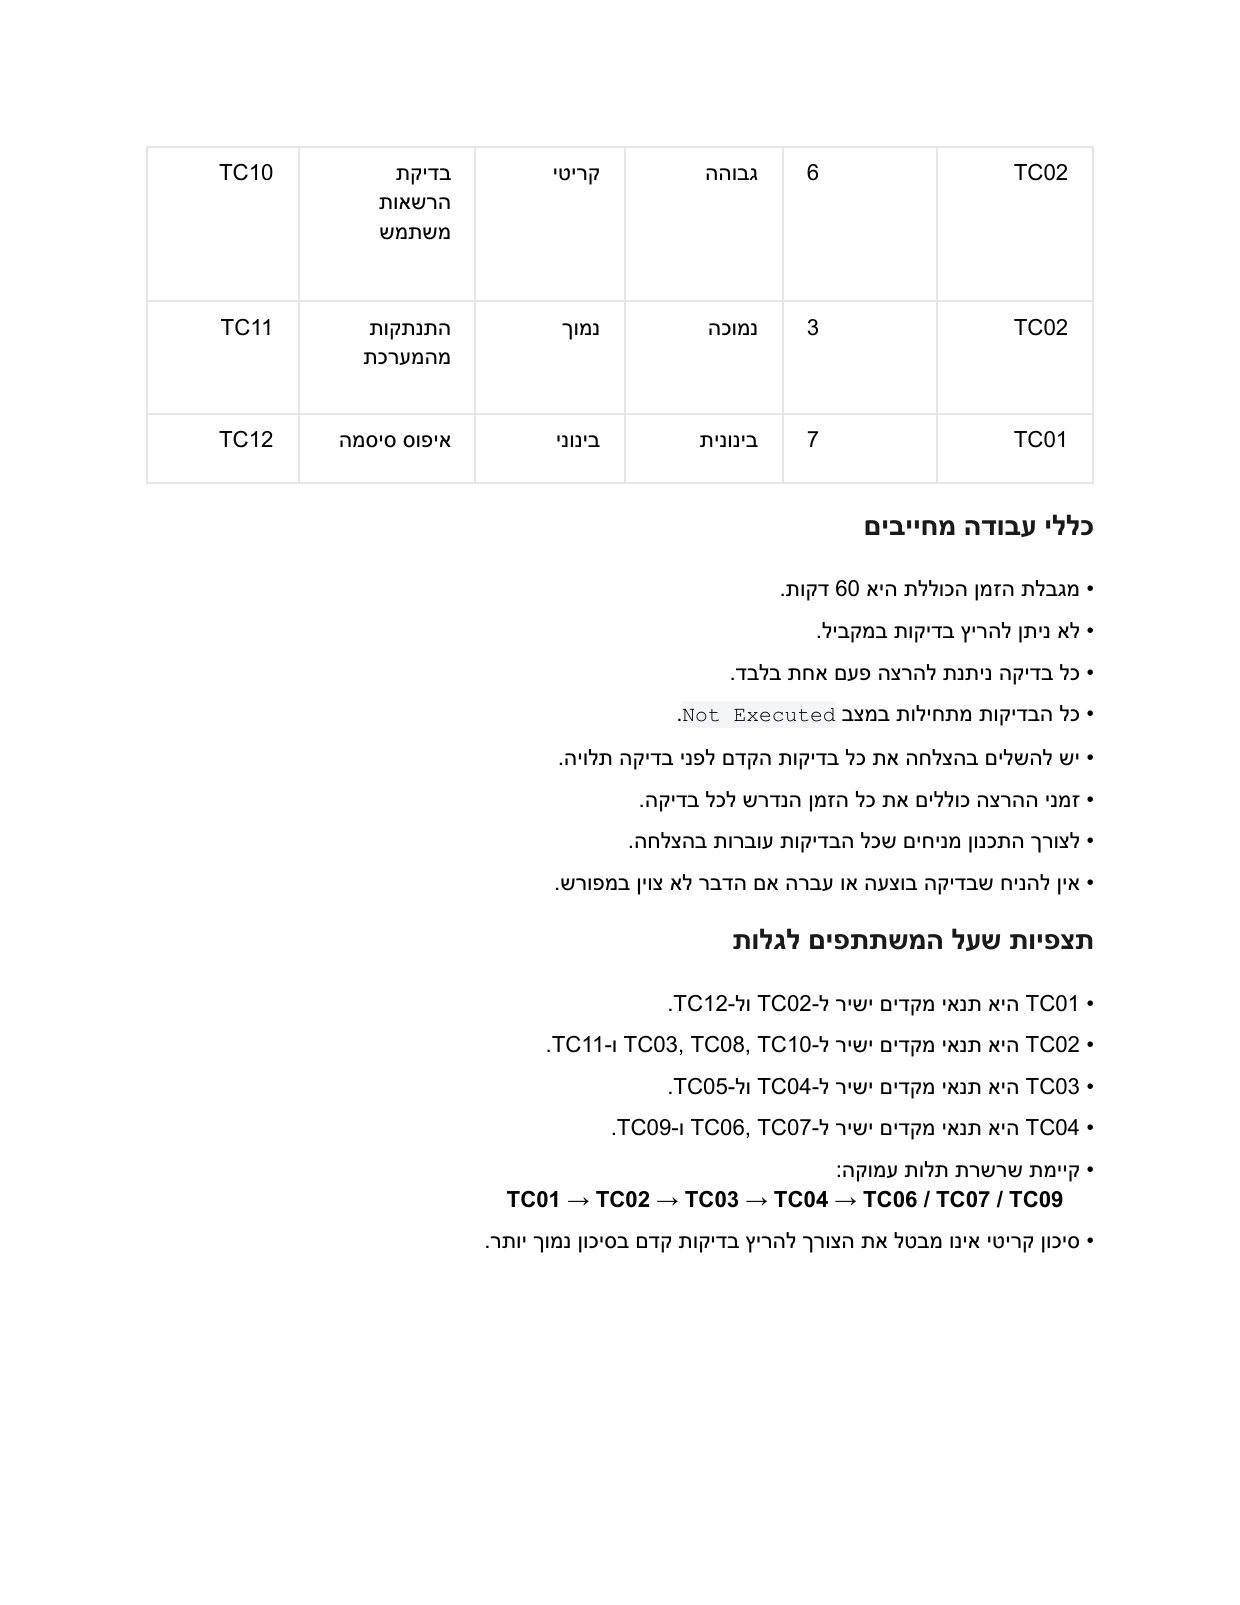 TC10 בדיקת קריטי גבוהה 6 TC02
הרשאות
משתמש
TC11 התנתקות נמוך נמוכה 3 TC02
מהמערכת
TC12 איפוס סיסמה בינוני בינונית 7 TC01
כללי עבודה מחייבים
• מגבלת הזמן הכוללת היא 60 דקות.
• לא ניתן להריץ בדיקות במקביל.
• כל בדיקה ניתנת להרצה פעם אחת בלבד.
• כל הבדיקות מתחילות במצב Not Executed.
• יש להשלים בהצלחה את כל בדיקות הקדם לפני בדיקה תלויה.
• זמני ההרצה כוללים את כל הזמן הנדרש לכל בדיקה.
• לצורך התכנון מניחים שכל הבדיקות עוברות בהצלחה.
• אין להניח שבדיקה בוצעה או עברה אם הדבר לא צוין במפורש.
תצפיות שעל המשתתפים לגלות
• TC01 היא תנאי מקדים ישיר ל-TC02 ול-TC12.
• TC02 היא תנאי מקדים ישיר ל-TC03, TC08, TC10 ו-TC11.
• TC03 היא תנאי מקדים ישיר ל-TC04 ול-TC05.
• TC04 היא תנאי מקדים ישיר ל-TC06, TC07 ו-TC09.
• קיימת שרשרת תלות עמוקה:
TC01 → TC02 → TC03 → TC04 → TC06 / TC07 / TC09
• סיכון קריטי אינו מבטל את הצורך להריץ בדיקות קדם בסיכון נמוך יותר.